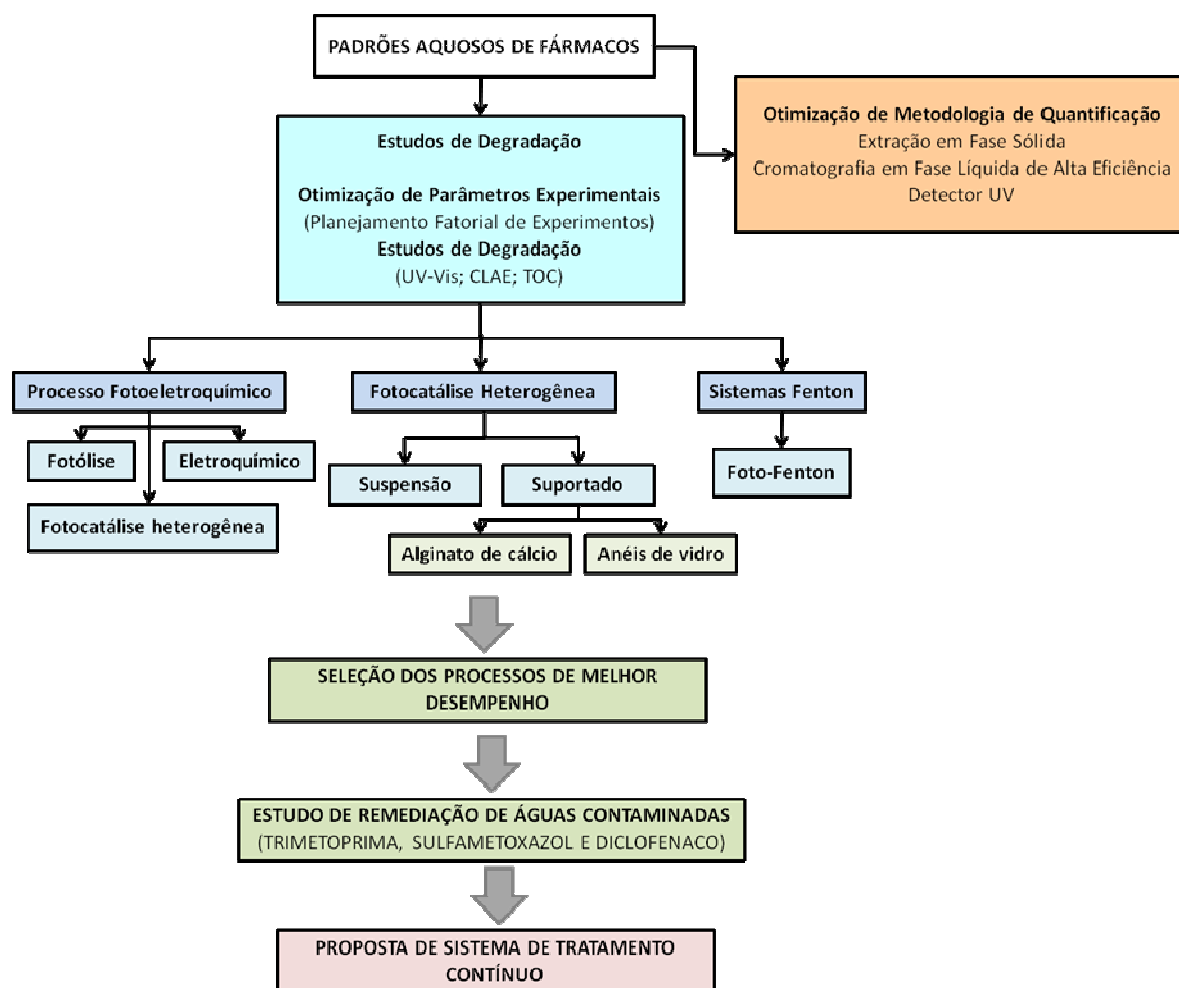 PADRÕES AQUOSOS DE FÁRMACOS
Otimização de Metodologia de Quantificação
Extração em Fase Sólida
Cromatografia em Fase Líquida de Alta Eficiência
Detector UV
Estudos de Degradação
Otimização de Parâmetros Experimentais
(Planejamento Fatorial de Experimentos)
Estudos de Degradação
(UV-Vis; CLAE; TOC)
Processo Fotoeletroquímico
Fotocatálise Heterogênea
Sistemas Fenton
Fotólise
Eletroquímico
Fotocatálise heterogênea
Suspensão
Suportado
Foto-Fenton
Alginato de cálcio
Anéis de vidro
SELEÇÃO DOS PROCESSOS DE MELHOR
DESEMPENHO
ESTUDO DE REMEDIAÇÃO DE ÁGUAS CONTAMINADAS
(TRIMETOPRIMA, SULFAMETOXAZOL E DICLOFENACO)
PROPOSTA DE SISTEMA DE TRATAMENTO
CONTÍNUO